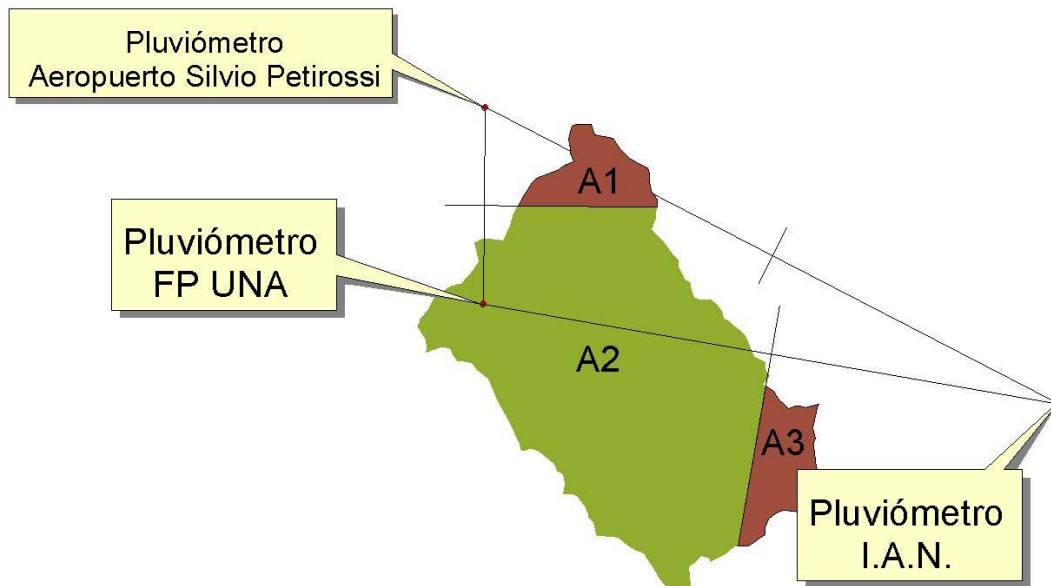 Pluviómetro
Aeropuerto Silvio Petirossi
A1
Pluviómetro
FP UNA
A2
A3
Pluviómetro
I.A.N.